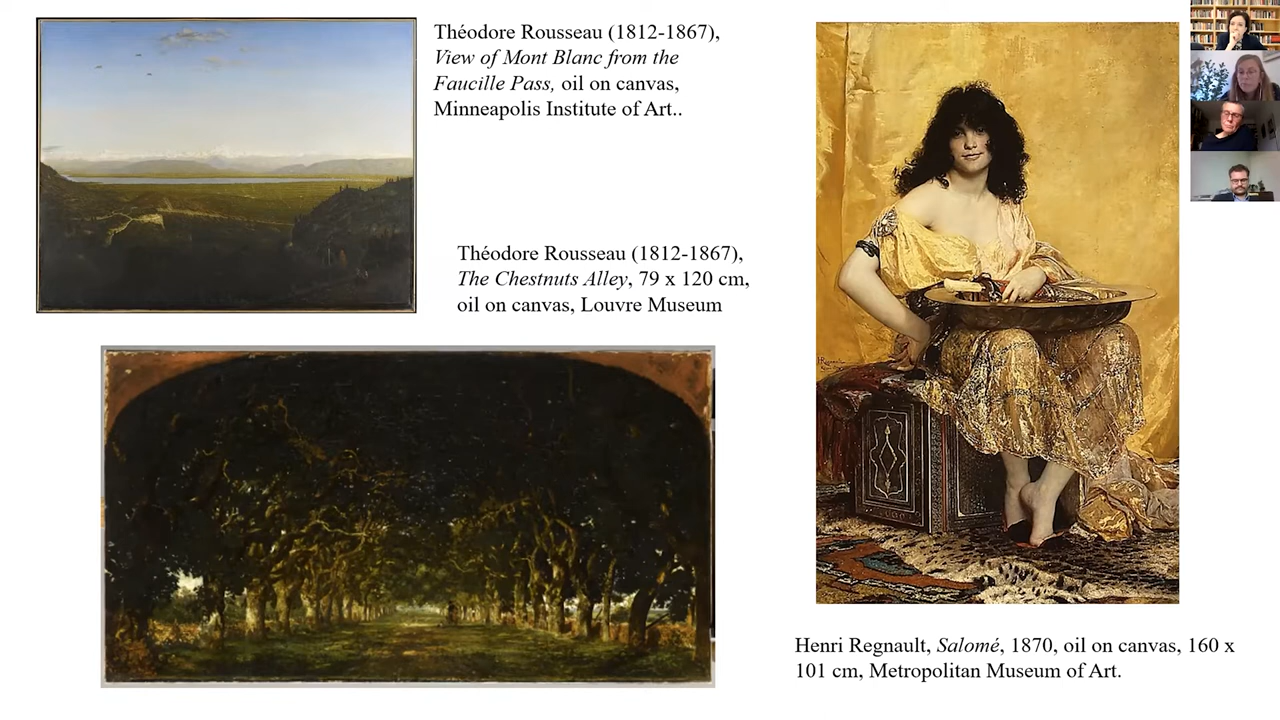 Théodore Rousseau (1812-1867),
View of Mont Blanc from the
Faucille Pass, oil on canvas,
Minneapolis Institute of Art..
Théodore Rousseau (1812-1867),
The Chestnuts Alley, 79 x 120 cm,
oil on canvas, Louvre Museum
Henri Regnault, Salomé, 1870, oil on canvas, 160 x
101 cm, Metropolitan Museum of Art.